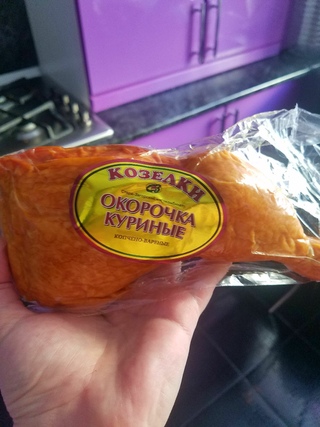 КОЗЕЛКИ
ОКОРОЧКА
КУРИНЫЕ
КОПЧЕНО-ВАРЕНЫЕ